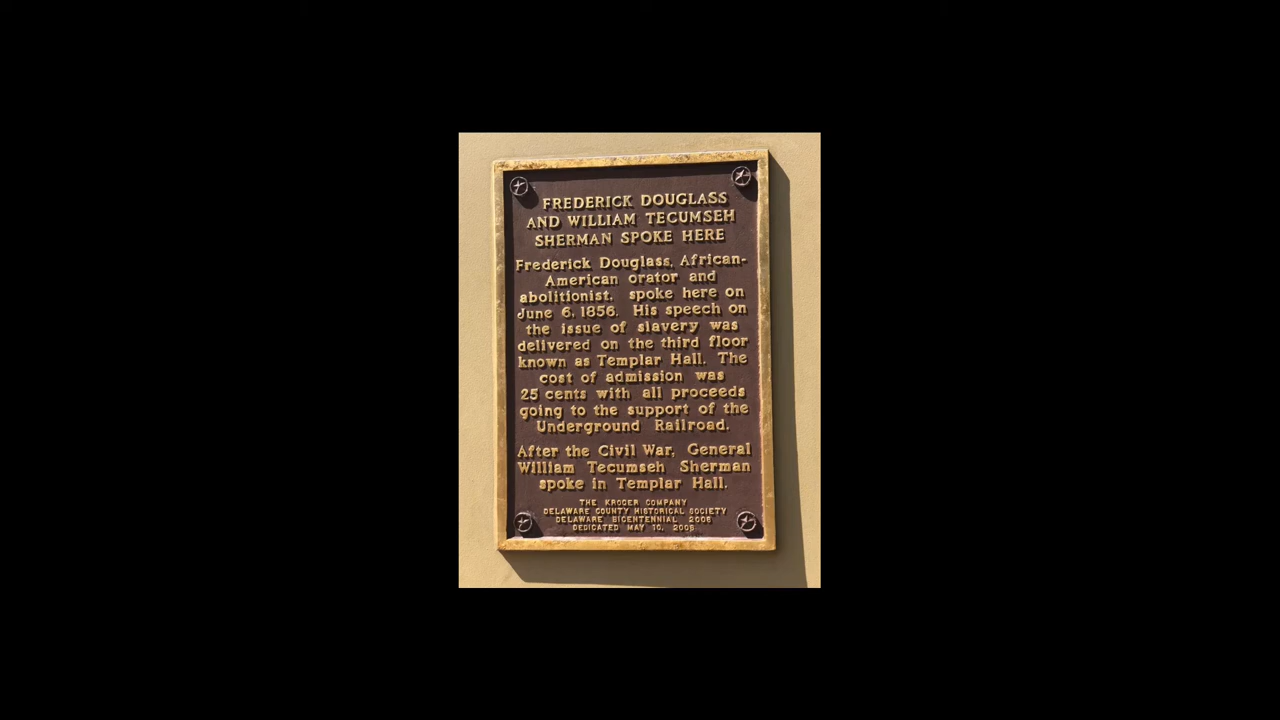 FREDERICK DOUGLASS
AND WILLIAM TECUMSEH
SHERMAN SPOKE HERE
Frederick Douglass, African-
American orator and
abolitionist, spoke here on
June 6, 1856. His speech on
the issue of slavery was
delivered on the third floor
known as Templar Hall. The
cost of admission was
25 cents with all proceeds
going to the support of the
Underground Railroad.
After the Civil War, General
William Tecumseh Sherman
spoke in Templar Hall.
THE KROGER COMPANY
DELAWARE COUNTY HISTORICAL SOCIETY
DELAWARE BICENTENNIAL 2008
DEDICATED MAY 10, 2008